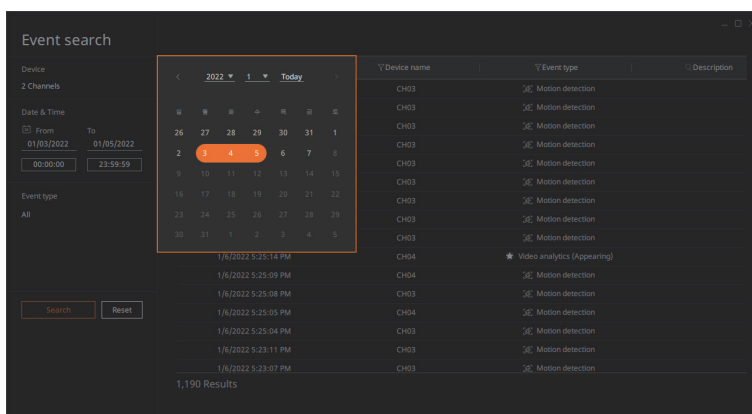 Event search
Device
2 Channels
Date & Time
From To
01/03/2022 01/05/2022
00:00:00 23:59:59
Event type
All
Search Reset
2022 1 Today
일 월 화 수 목 금 토
26 27 28 29 30 31 1
2 3 4 5 6 7 8
9 10 11 12 13 14 15
16 17 18 19 20 21 22
23 24 25 26 27 28 29
30 31 1 2 3 4 5
Device name Event type Description
CH03 Motion detection
CH03 Motion detection
CH03 Motion detection
CH03 Motion detection
CH03 Motion detection
CH03 Motion detection
CH03 Motion detection
CH03 Motion detection
CH03 Motion detection
1/6/2022 5:25:14 PM CH04 Video analytics (Appearing)
1/6/2022 5:25:09 PM CH04 Motion detection
1/6/2022 5:25:08 PM CH03 Motion detection
1/6/2022 5:25:05 PM CH04 Motion detection
1/6/2022 5:25:04 PM CH03 Motion detection
1/6/2022 5:23:11 PM CH03 Motion detection
1/6/2022 5:23:07 PM CH03 Motion detection
1,190 Results